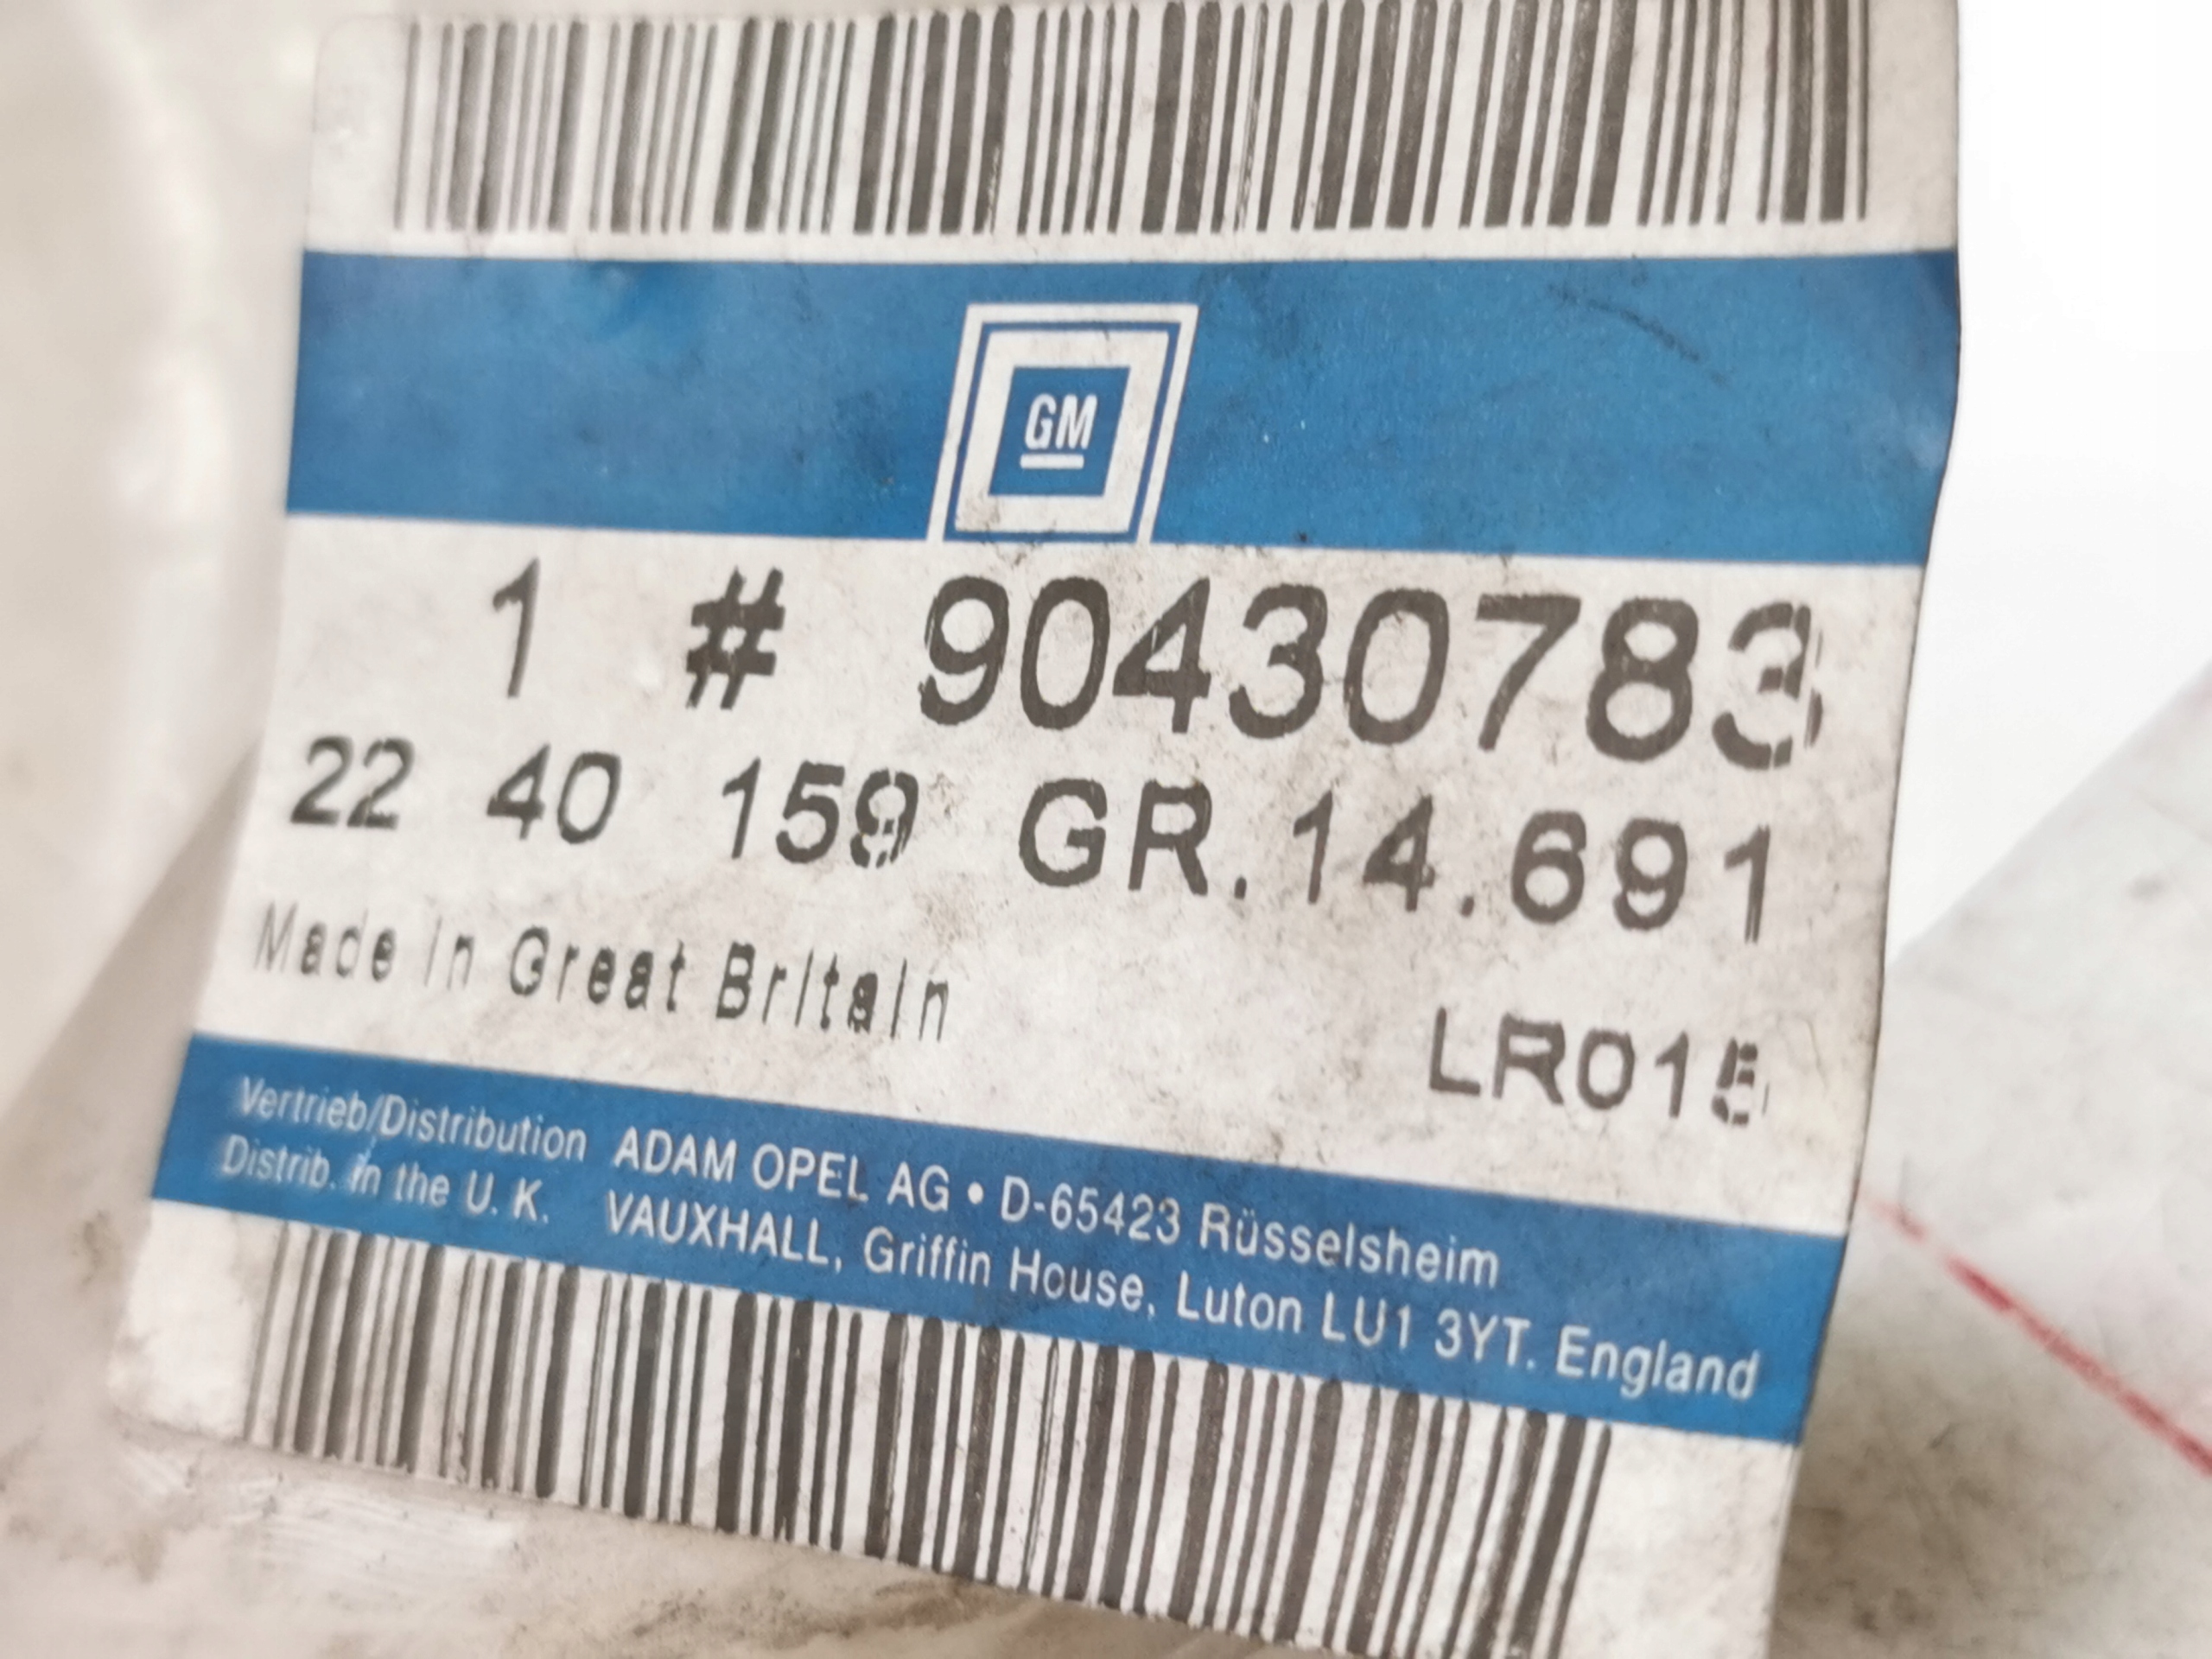 GM
1 # 90430783
22 40 159 GR.14.691
Made in Great Britain
LR015
Vertrieb/Distribution ADAM OPEL AG • D-65423 Rüsselsheim
Distrib. in the U. K. VAUXHALL, Griffin House, Luton LU1 3YT. England